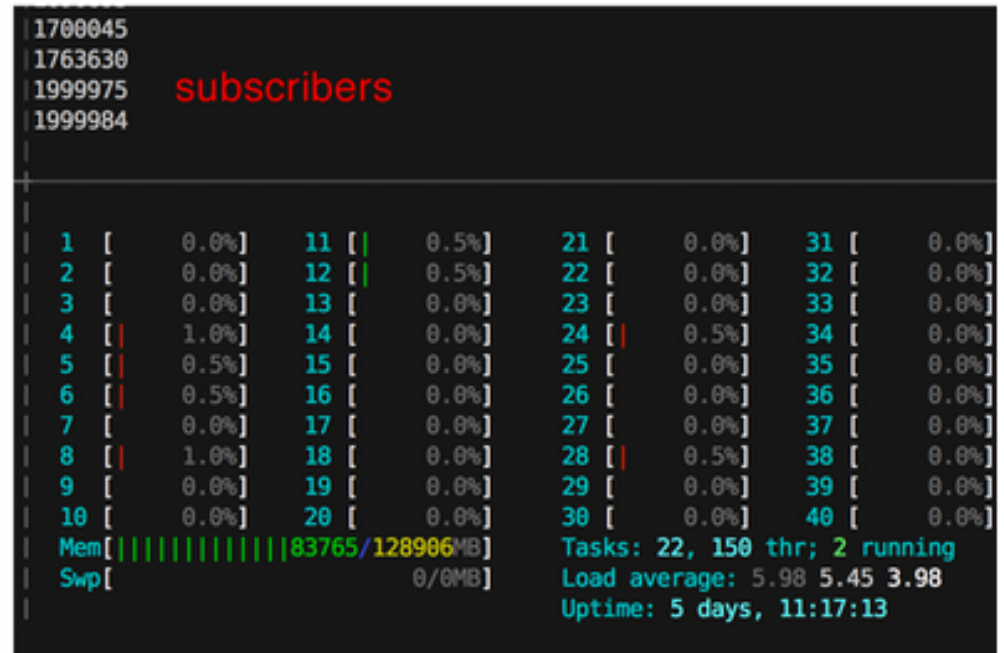 1700045
1763630
1999975 subscribers
1999984
1 [ 0.0%] 11 [| 0.5%] 21 [ 0.0%] 31 [ 0.0%]
2 [ 0.0%] 12 [| 0.5%] 22 [ 0.0%] 32 [ 0.0%]
3 [ 0.0%] 13 [ 0.0%] 23 [ 0.0%] 33 [ 0.0%]
4 [| 1.0%] 14 [ 0.0%] 24 [| 0.5%] 34 [ 0.0%]
5 [| 0.5%] 15 [ 0.0%] 25 [ 0.0%] 35 [ 0.0%]
6 [| 0.5%] 16 [ 0.0%] 26 [ 0.0%] 36 [ 0.0%]
7 [ 0.0%] 17 [ 0.0%] 27 [ 0.0%] 37 [ 0.0%]
8 [| 1.0%] 18 [ 0.0%] 28 [| 0.5%] 38 [ 0.0%]
9 [ 0.0%] 19 [ 0.0%] 29 [ 0.0%] 39 [ 0.0%]
10 [ 0.0%] 20 [ 0.0%] 30 [ 0.0%] 40 [ 0.0%]
Mem[|||||||||||||83765/128906MB] Tasks: 22, 150 thr; 2 running
Swp[ 0/0MB] Load average: 5.98 5.45 3.98
Uptime: 5 days, 11:17:13